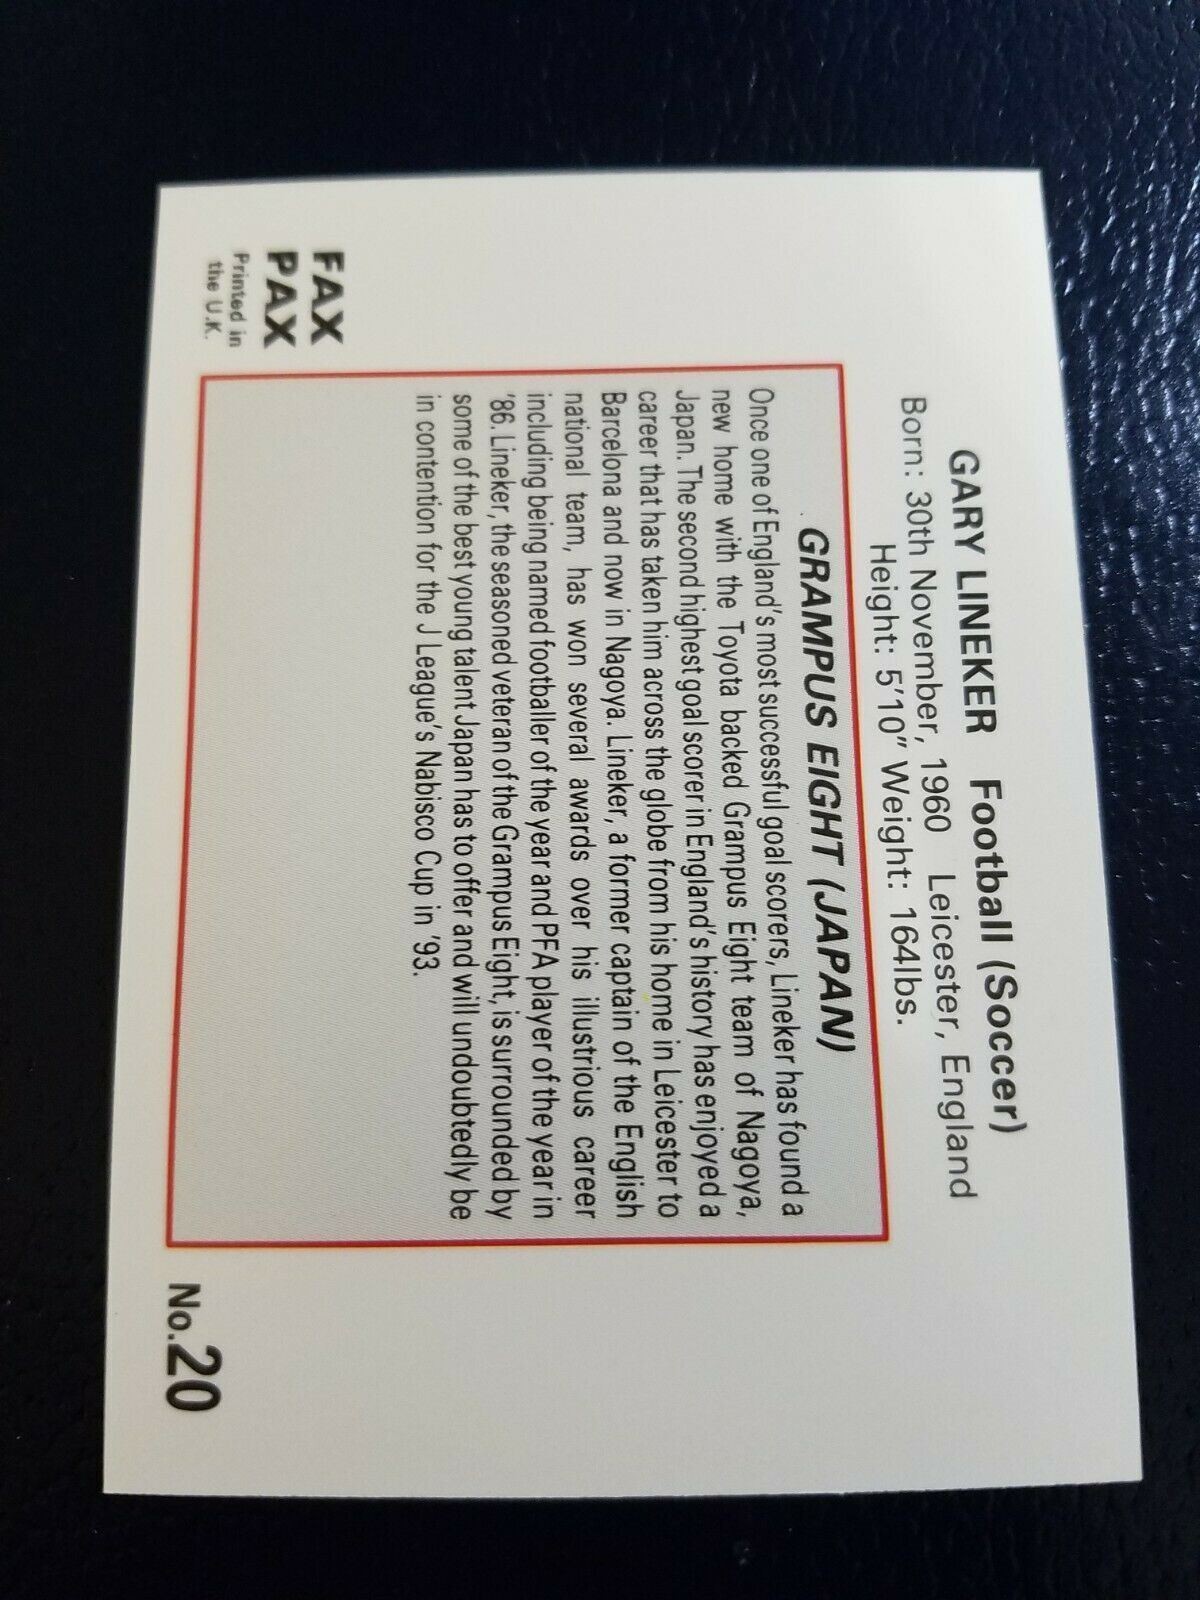 GARY LINEKER Football (Soccer)
Born: 30th November, 1960 Leicester, England
Height: 5'10" Weight: 164lbs.
GRAMPUS EIGHT (JAPAN)
Once one of England's most successful goal scorers, Lineker has found a
new home with the Toyota backed Grampus Eight team of Nagoya,
Japan. The second highest goal scorer in England's history has enjoyed a
career that has taken him across the globe from his home in Leicester to
Barcelona and now in Nagoya. Lineker, a former captain of the English
national team, has won several awards over his illustrious career
including being named footballer of the year and PFA player of the year in
'86. Lineker, the seasoned veteran of the Grampus Eight, is surrounded by
some of the best young talent Japan has to offer and will undoubtedly be
in contention for the J League's Nabisco Cup in '93.
FAX
PAX
Printed in
the U.K.
No.20